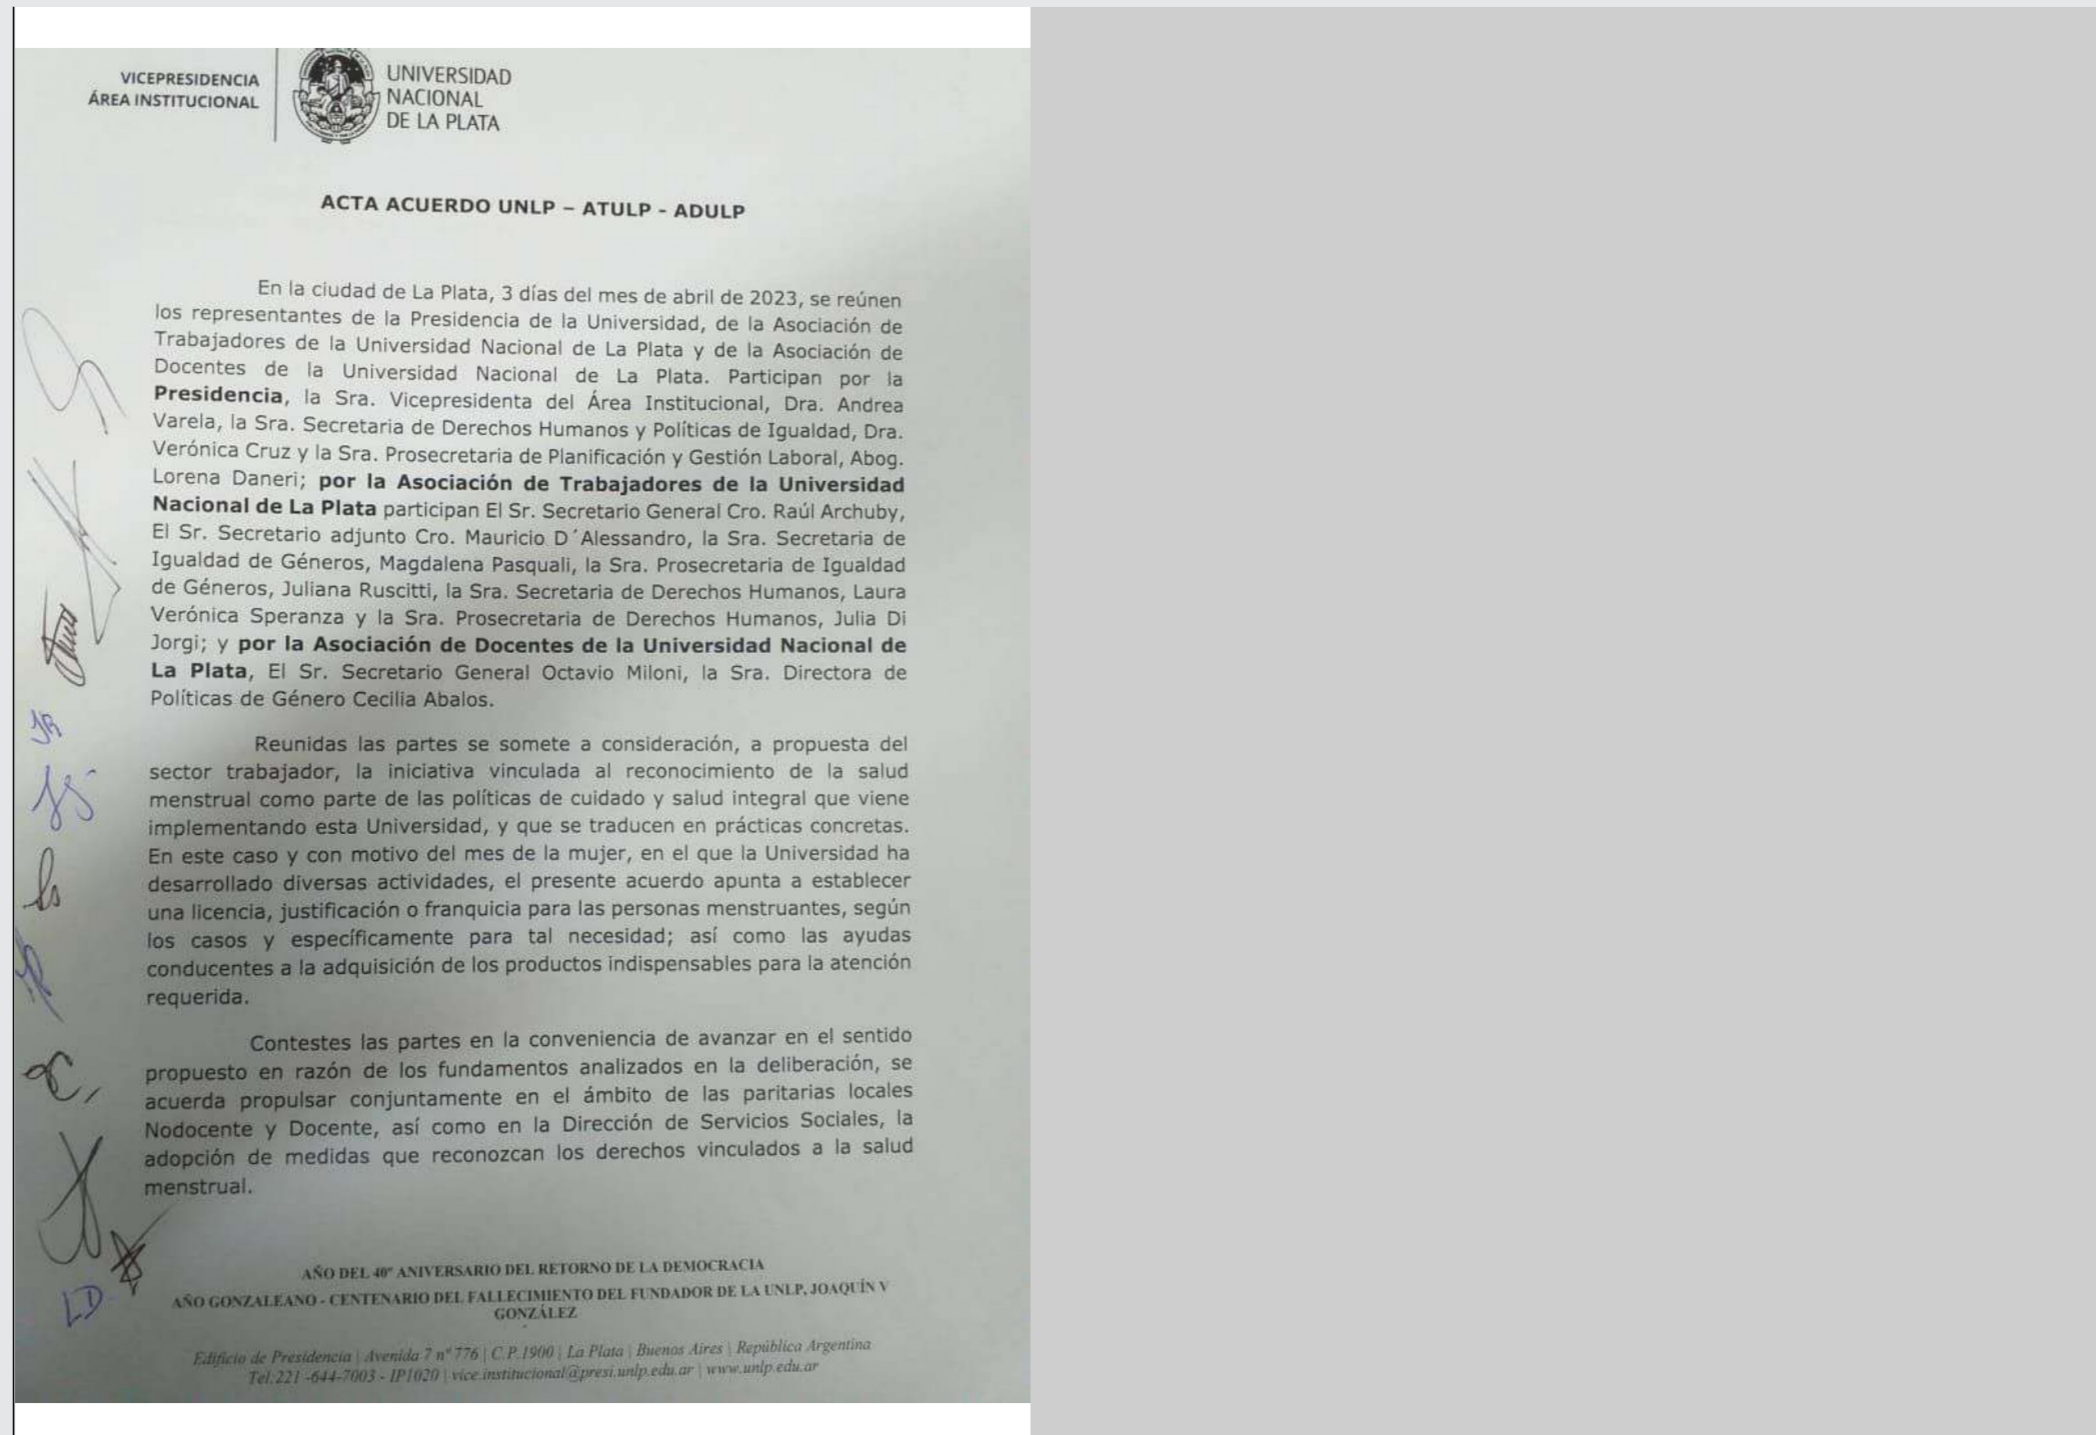 VICEPRESIDENCIA
ÁREA INSTITUCIONAL
UNIVERSIDAD
NACIONAL
DE LA PLATA
ACTA ACUERDO UNLP – ATULP - ADULP
En la ciudad de La Plata, 3 días del mes de abril de 2023, se reúnen
los representantes de la Presidencia de la Universidad, de la Asociación de
Trabajadores de la Universidad Nacional de La Plata y de la Asociación de
Docentes de la Universidad Nacional de La Plata. Participan por la
Presidencia, la Sra. Vicepresidenta del Área Institucional, Dra. Andrea
Varela, la Sra. Secretaria de Derechos Humanos y Políticas de Igualdad, Dra.
Verónica Cruz y la Sra. Prosecretaria de Planificación y Gestión Laboral, Abog.
Lorena Daneri; por la Asociación de Trabajadores de la Universidad
Nacional de La Plata participan El Sr. Secretario General Cro. Raúl Archuby,
El Sr. Secretario adjunto Cro. Mauricio D´Alessandro, la Sra. Secretaria de
Igualdad de Géneros, Magdalena Pasquali, la Sra. Prosecretaria de Igualdad
de Géneros, Juliana Ruscitti, la Sra. Secretaria de Derechos Humanos, Laura
Verónica Speranza y la Sra. Prosecretaria de Derechos Humanos, Julia Di
Jorgi; y por la Asociación de Docentes de la Universidad Nacional de
La Plata, El Sr. Secretario General Octavio Miloni, la Sra. Directora de
Políticas de Género Cecilia Abalos.
Reunidas las partes se somete a consideración, a propuesta del
sector trabajador, la iniciativa vinculada al reconocimiento de la salud
menstrual como parte de las políticas de cuidado y salud integral que viene
implementando esta Universidad, y que se traducen en prácticas concretas.
En este caso y con motivo del mes de la mujer, en el que la Universidad ha
desarrollado diversas actividades, el presente acuerdo apunta a establecer
una licencia, justificación o franquicia para las personas menstruantes, según
los casos y específicamente para tal necesidad; así como las ayudas
conducentes a la adquisición de los productos indispensables para la atención
requerida.
Contestes las partes en la conveniencia de avanzar en el sentido
propuesto en razón de los fundamentos analizados en la deliberación, se
acuerda propulsar conjuntamente en el ámbito de las paritarias locales
Nodocente y Docente, así como en la Dirección de Servicios Sociales, la
adopción de medidas que reconozcan los derechos vinculados a la salud
menstrual.
LD
AÑO DEL 40º ANIVERSARIO DEL RETORNO DE LA DEMOCRACIA
AÑO GONZALEANO - CENTENARIO DEL FALLECIMIENTO DEL FUNDADOR DE LA UNLP, JOAQUÍN V
GONZÁLEZ
Edificio de Presidencia | Avenida 7 nº 776 | C.P.1900 | La Plata | Buenos Aires | República Argentina
Tel:221 -644-7003 - IP1020 | vice.institucional@presi.unlp.edu.ar | www.unlp.edu.ar